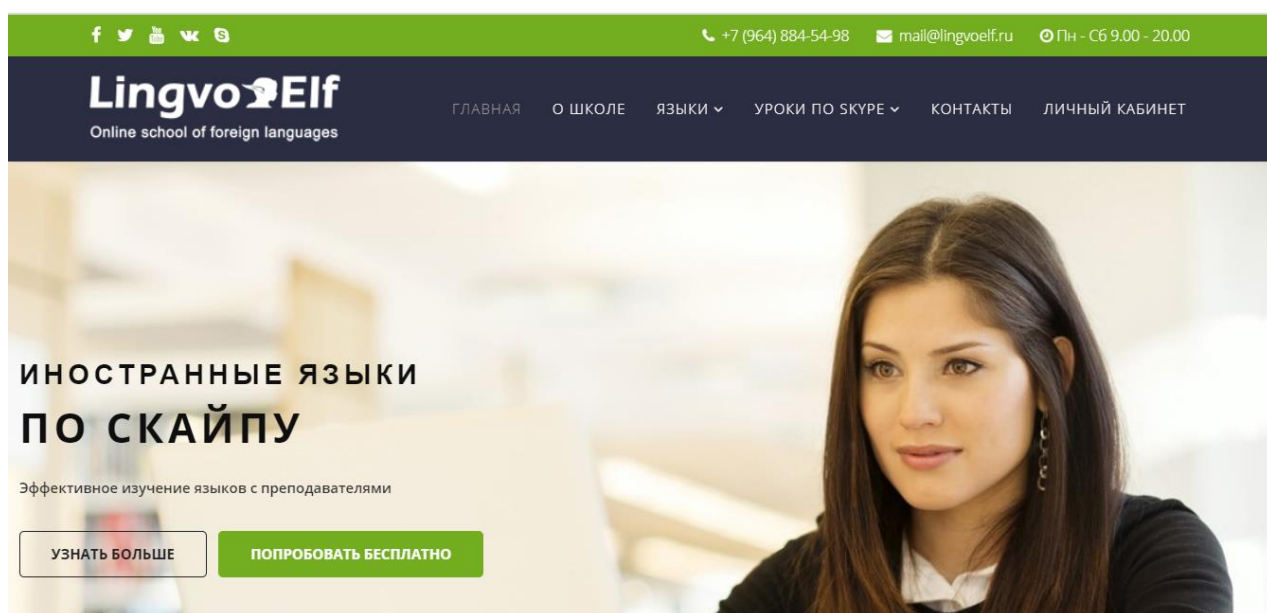 +7 (964) 884-54-98 mail@lingvoelf.ru Пн - Сб 9.00 - 20.00
LingvoElf
Online school of foreign languages
ГЛАВНАЯ О ШКОЛЕ ЯЗЫКИ УРОКИ ПО SKYPE КОНТАКТЫ ЛИЧНЫЙ КАБИНЕТ
ИНОСТРАННЫЕ ЯЗЫКИ
ПО СКАЙПУ
Эффективное изучение языков с преподавателями
УЗНАТЬ БОЛЬШЕ ПОПРОБОВАТЬ БЕСПЛАТНО